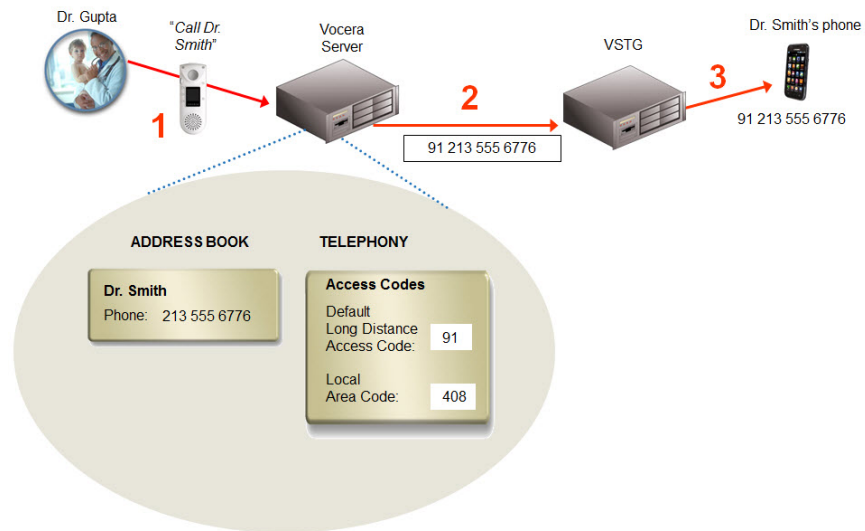 Dr. Gupta
"Call Dr.
Smith"
Vocera
Server
VSTG
Dr. Smith's phone
1
2
3
91 213 555 6776
91 213 555 6776
ADDRESS BOOK
TELEPHONY
Dr. Smith
Phone: 213 555 6776
Access Codes
Default
Long Distance
Access Code: 91
Local
Area Code: 408